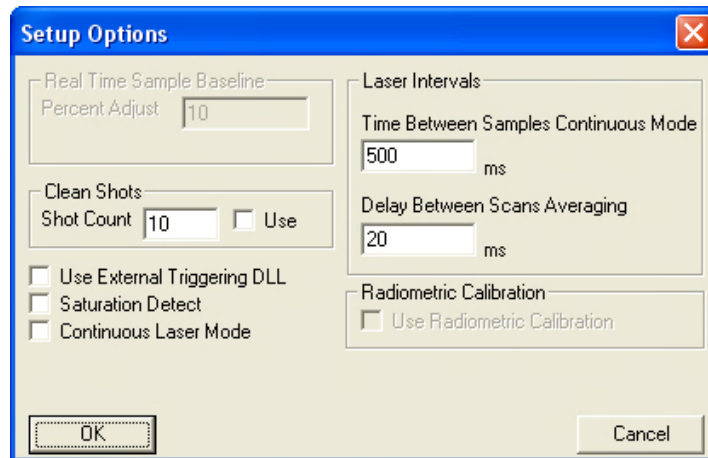 Setup Options
Real Time Sample Baseline
Percent Adjust 10
Clean Shots
Shot Count 10 Use
Use External Triggering DLL
Saturation Detect
Continuous Laser Mode
Laser Intervals
Time Between Samples Continuous Mode
500 ms
Delay Between Scans Averaging
20 ms
Radiometric Calibration
Use Radiometric Calibration
OK
Cancel